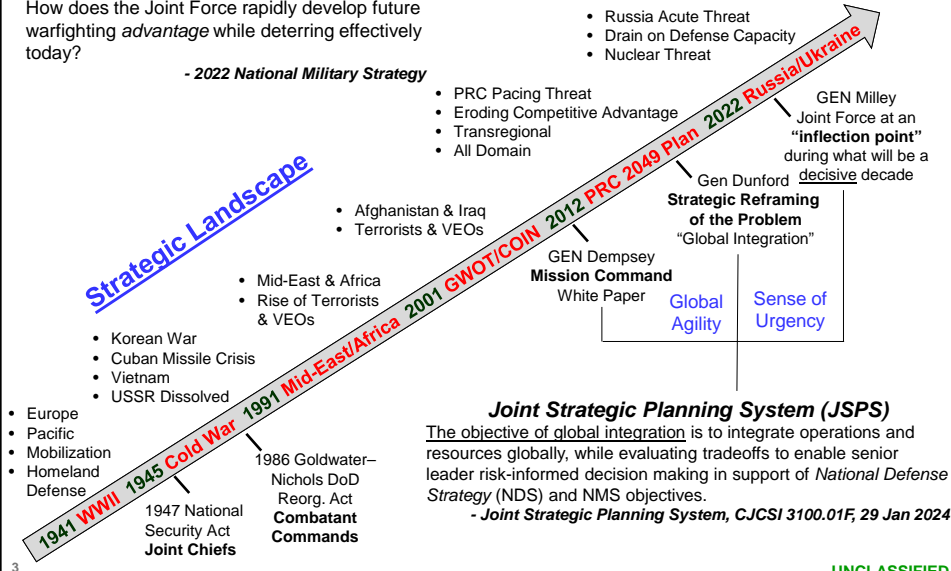 How does the Joint Force rapidly develop future
warfighting advantage while deterring effectively
today?
- 2022 National Military Strategy
• Russia Acute Threat
• Drain on Defense Capacity
• Nuclear Threat
• PRC Pacing Threat
• Eroding Competitive Advantage
• Transregional
• All Domain
Strategic Landscape
• Afghanistan & Iraq
• Terrorists & VEOs
• Mid-East & Africa
• Rise of Terrorists
& VEOs
• Korean War
• Cuban Missile Crisis
• Vietnam
• USSR Dissolved
• Europe
• Pacific
• Mobilization
• Homeland
Defense
1941 WWII 1945 Cold War 1991 Mid-East/Africa 2001 GWOT/COIN 2012 PRC 2049 Plan 2022 Russia/Ukraine
1947 National
Security Act
Joint Chiefs
1986 Goldwater–
Nichols DoD
Reorg. Act
Combatant
Commands
GEN Dempsey
Mission Command
White Paper
Gen Dunford
Strategic Reframing
of the Problem
“Global Integration”
GEN Milley
Joint Force at an
“inflection point”
during what will be a
decisive decade
Global
Agility
Sense of
Urgency
Joint Strategic Planning System (JSPS)
The objective of global integration is to integrate operations and
resources globally, while evaluating tradeoffs to enable senior
leader risk-informed decision making in support of National Defense
Strategy (NDS) and NMS objectives.
- Joint Strategic Planning System, CJCSI 3100.01F, 29 Jan 2024
3
UNCLASSIFIED